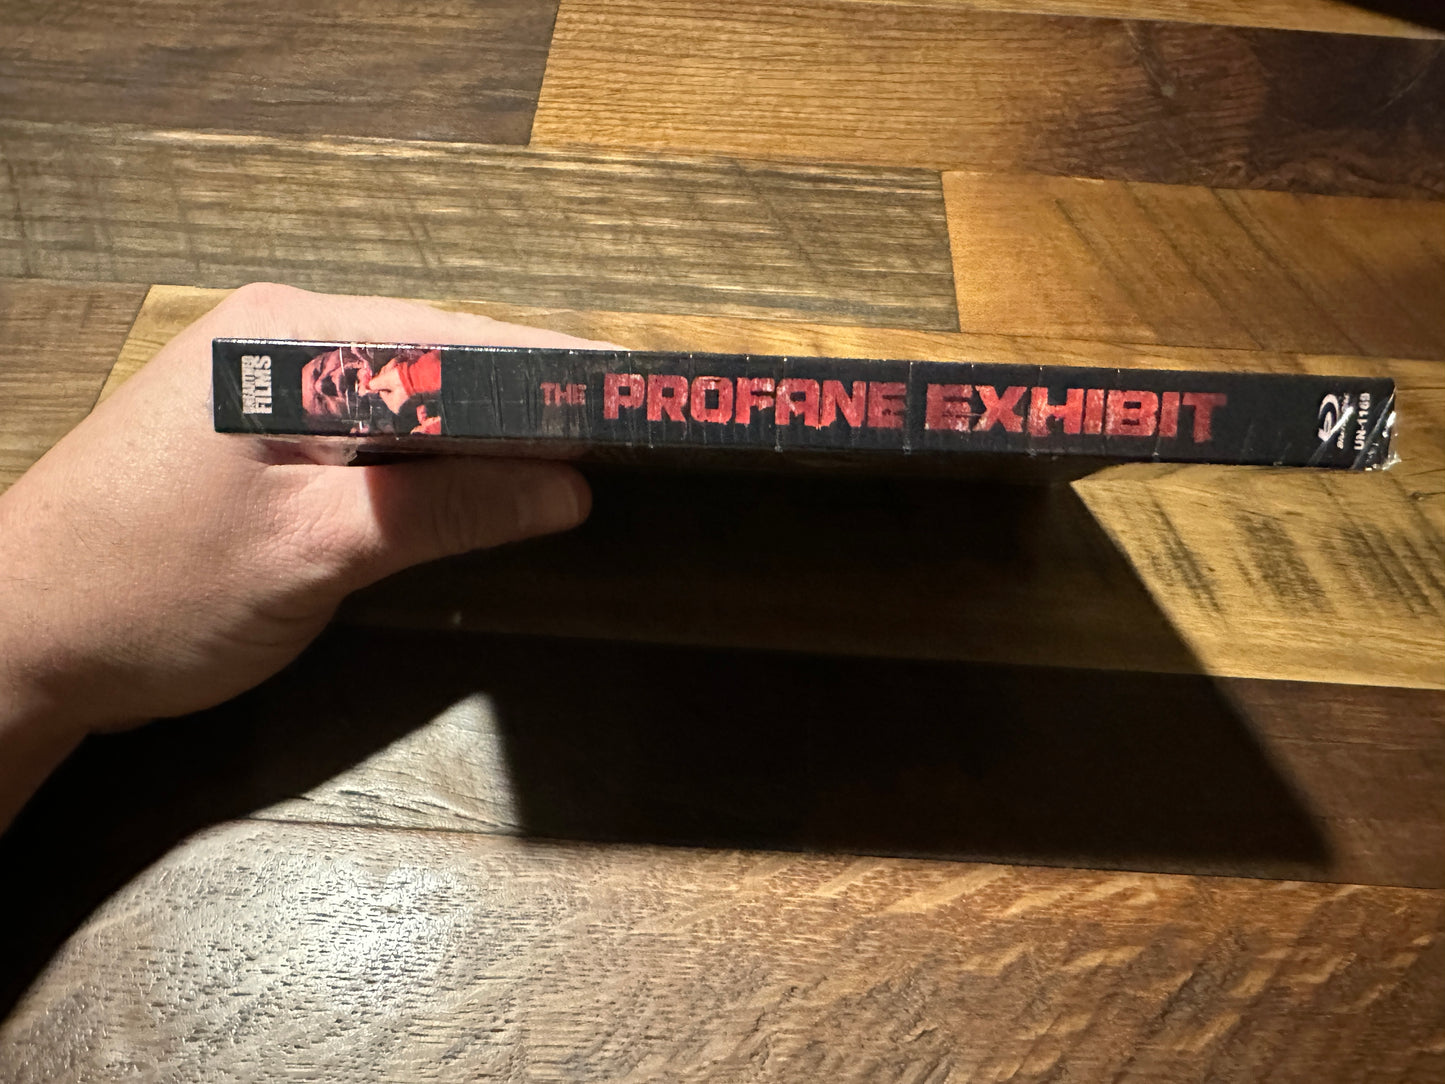 FILMS
THE PROFANE EXHIBIT
UN-1169